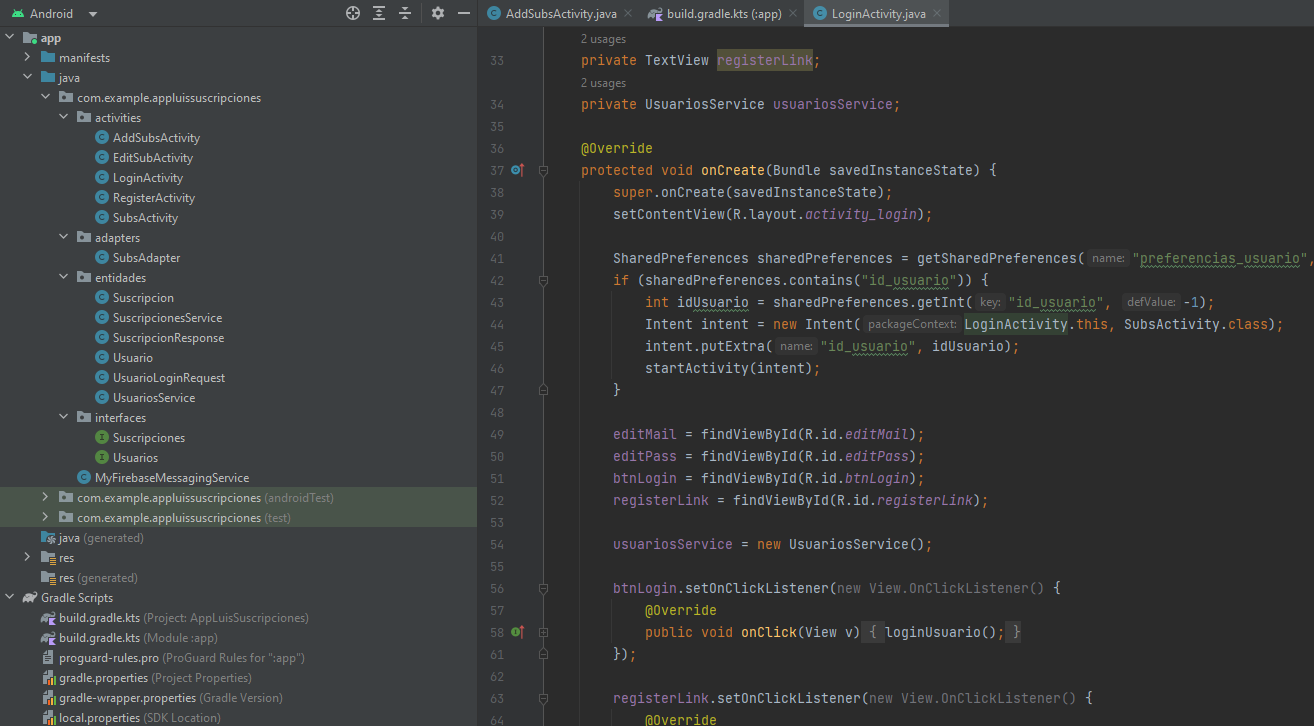 Android
AddSubsActivity.java
build.gradle.kts (:app)
LoginActivity.java
app
manifests
java
com.example.appluissuscripciones
activities
AddSubsActivity
EditSubActivity
LoginActivity
RegisterActivity
SubsActivity
adapters
SubsAdapter
entidades
Suscripcion
SuscripcionesService
SuscripcionResponse
Usuario
UsuarioLoginRequest
UsuariosService
interfaces
Suscripciones
Usuarios
MyFirebaseMessagingService
com.example.appluissuscripciones (androidTest)
com.example.appluissuscripciones (test)
java (generated)
res
res (generated)
Gradle Scripts
build.gradle.kts (Project: AppLuisSuscripciones)
build.gradle.kts (Module :app)
proguard-rules.pro (ProGuard Rules for ":app")
gradle.properties (Project Properties)
gradle-wrapper.properties (Gradle Version)
local.properties (SDK Location)
2 usages
33 private TextView registerLink;
2 usages
34 private UsuariosService usuariosService;
35
36 @Override
37 protected void onCreate(Bundle savedInstanceState) {
38 super.onCreate(savedInstanceState);
39 setContentView(R.layout.activity_login);
40
41 SharedPreferences sharedPreferences = getSharedPreferences( name: "preferencias_usuario",
42 if (sharedPreferences.contains("id_usuario")) {
43 int idUsuario = sharedPreferences.getInt( key: "id_usuario", defValue: -1);
44 Intent intent = new Intent( packageContext: LoginActivity.this, SubsActivity.class);
45 intent.putExtra( name: "id_usuario", idUsuario);
46 startActivity(intent);
47 }
48
49 editMail = findViewById(R.id.editMail);
50 editPass = findViewById(R.id.editPass);
51 btnLogin = findViewById(R.id.btnLogin);
52 registerLink = findViewById(R.id.registerLink);
53
54 usuariosService = new UsuariosService();
55
56 btnLogin.setOnClickListener(new View.OnClickListener() {
57 @Override
58 public void onClick(View v) { loginUsuario(); }
61 });
62
63 registerLink.setOnClickListener(new View.OnClickListener() {
64 @Override